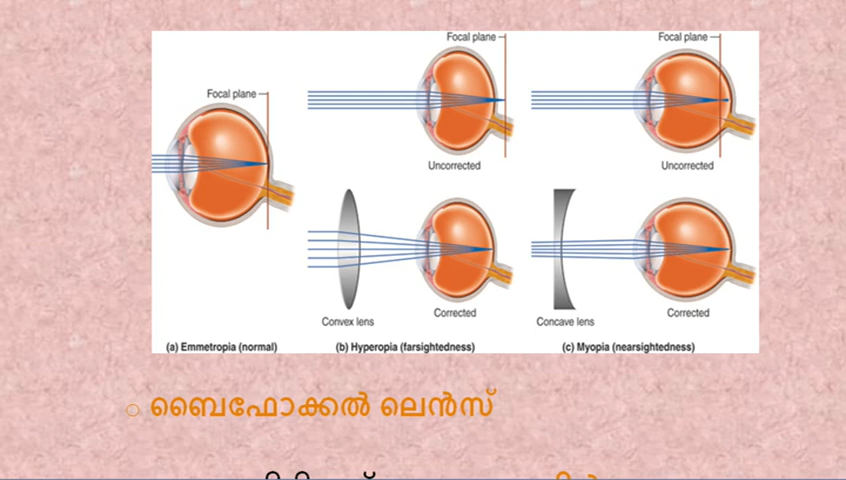 Focal plane
Focal plane
Focal plane
Uncorrected
Uncorrected
Convex lens
Corrected
Concave lens
Corrected
(a) Emmetropia (normal)
(b) Hyperopia (farsightedness)
(c) Myopia (nearsightedness)
ബൈഫോക്കൽ ലെൻസ്